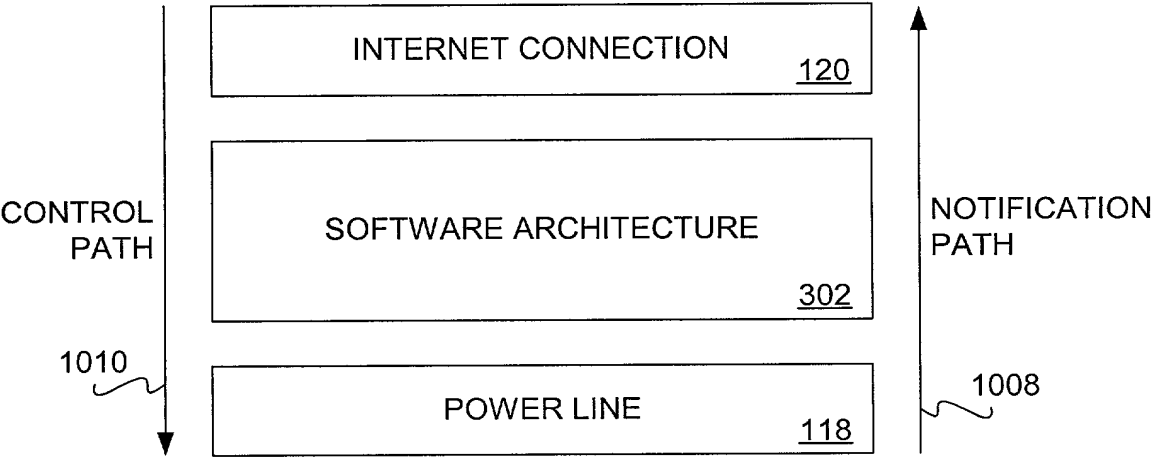 INTERNET CONNECTION
120
CONTROL
PATH
SOFTWARE ARCHITECTURE
302
NOTIFICATION
PATH
1010
POWER LINE
118
1008